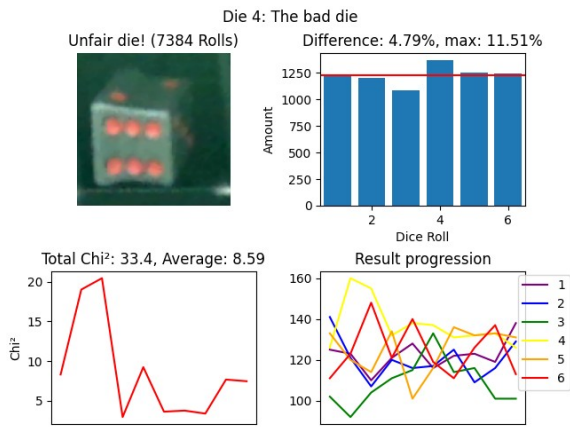 Die 4: The bad die
Unfair die! (7384 Rolls)
Difference: 4.79%, max: 11.51%
1250
1000
750
500
250
0
Amount
2 4 6
Dice Roll
Total Chi²: 33.4, Average: 8.59
20
15
10
5
Chi²
Result progression
160
140
120
100
1
2
3
4
5
6